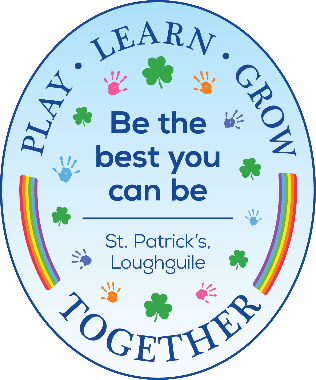 PLAY • LEARN • GROW
Be the
best you
can be
St. Patrick's,
Loughguile
TOGETHER